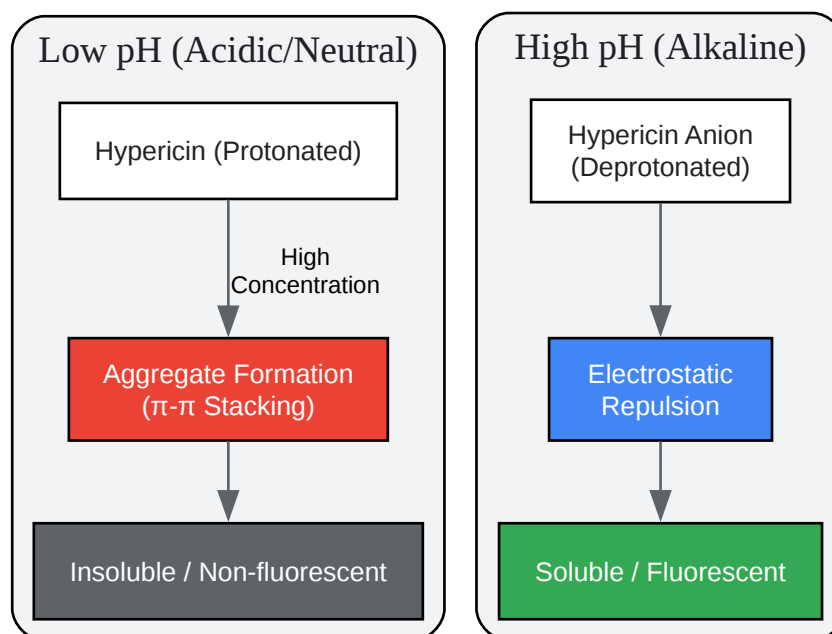 Low pH (Acidic/Neutral)
Hypericin (Protonated)
High
Concentration
Aggregate Formation
(π-π Stacking)
Insoluble / Non-fluorescent
High pH (Alkaline)
Hypericin Anion
(Deprotonated)
Electrostatic
Repulsion
Soluble / Fluorescent